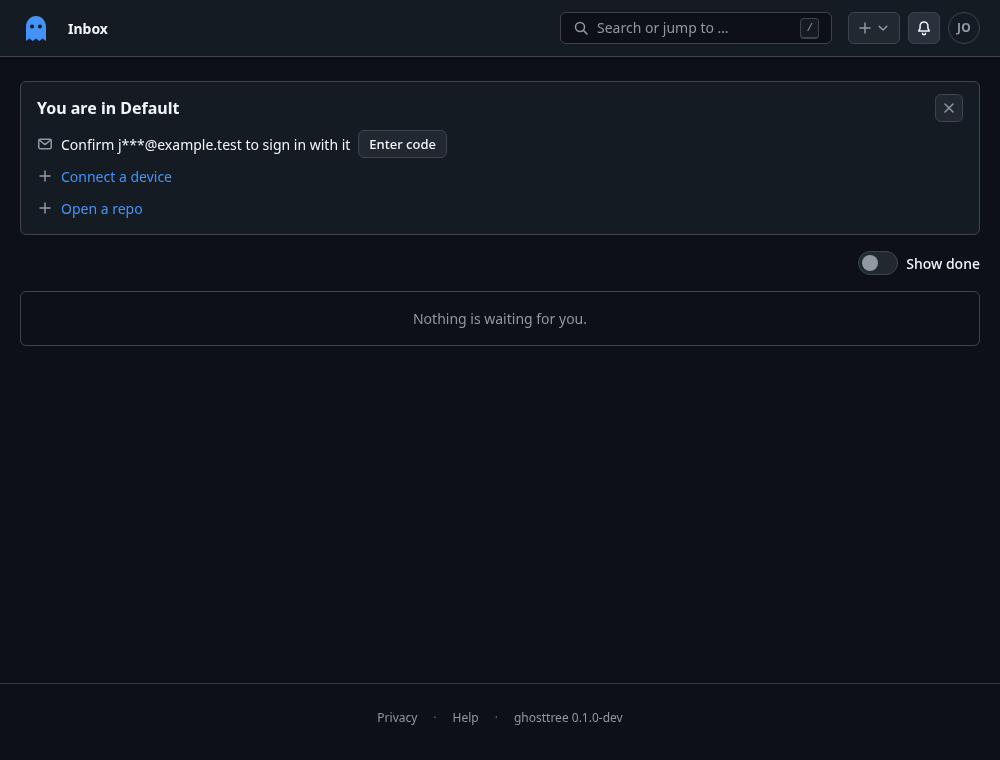 Inbox
Search or jump to ...
/
JO
You are in Default
Confirm j***@example.test to sign in with it
Enter code
Connect a device
Open a repo
Show done
Nothing is waiting for you.
Privacy · Help · ghosttree 0.1.0-dev